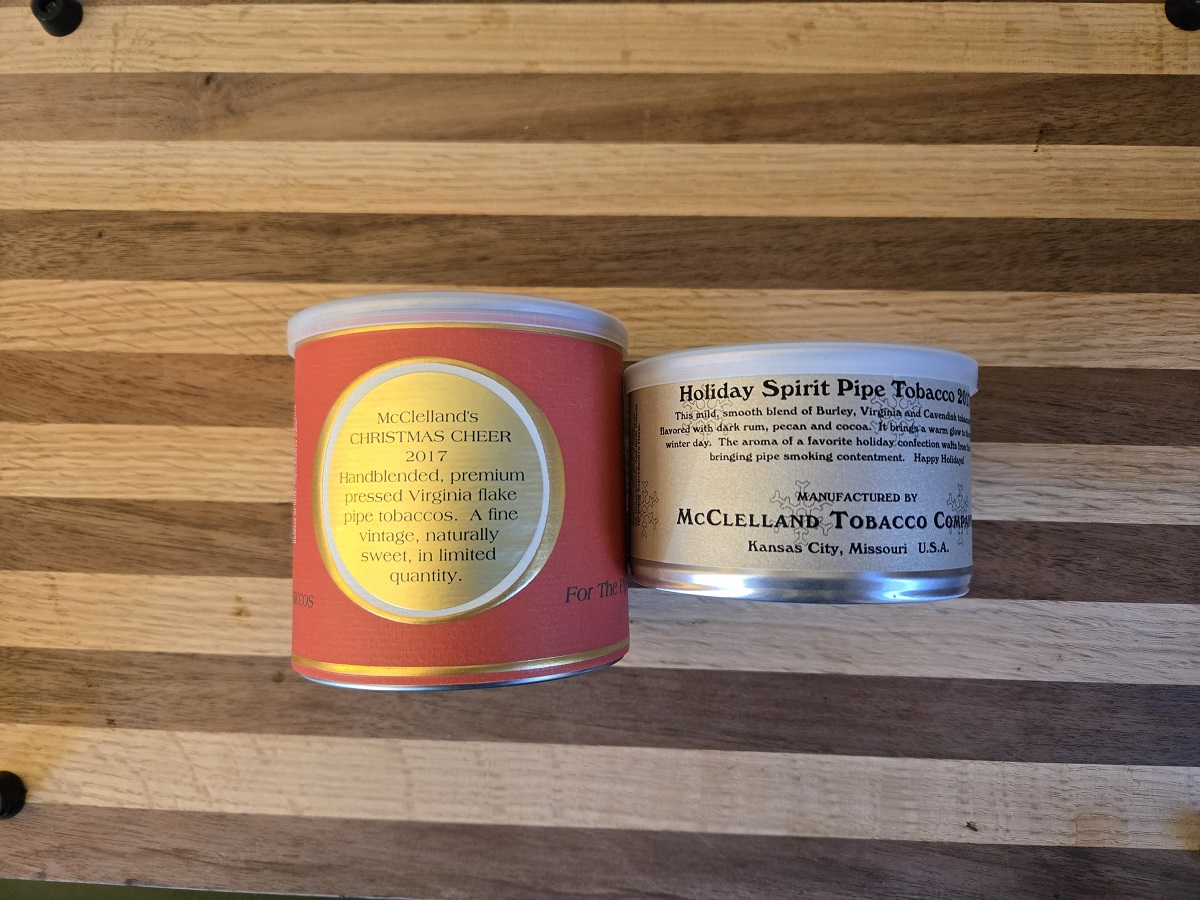 McClelland's
CHRISTMAS CHEER
2017
Handblended, premium
pressed Virginia flake
pipe tobaccos. A fine
vintage, naturally
sweet, in limited
quantity.
For The
Holiday Spirit Pipe Tobacco
This mild, smooth blend of Burley, Virginia and Cavendish
flavored with dark rum, pecan and cocoa. It brings a warm glow to
winter day. The aroma of a favorite holiday confection wafts from
bringing pipe smoking contentment. Happy Holidays!
MANUFACTURED BY
McClelland Tobacco
Kansas City, Missouri U.S.A.